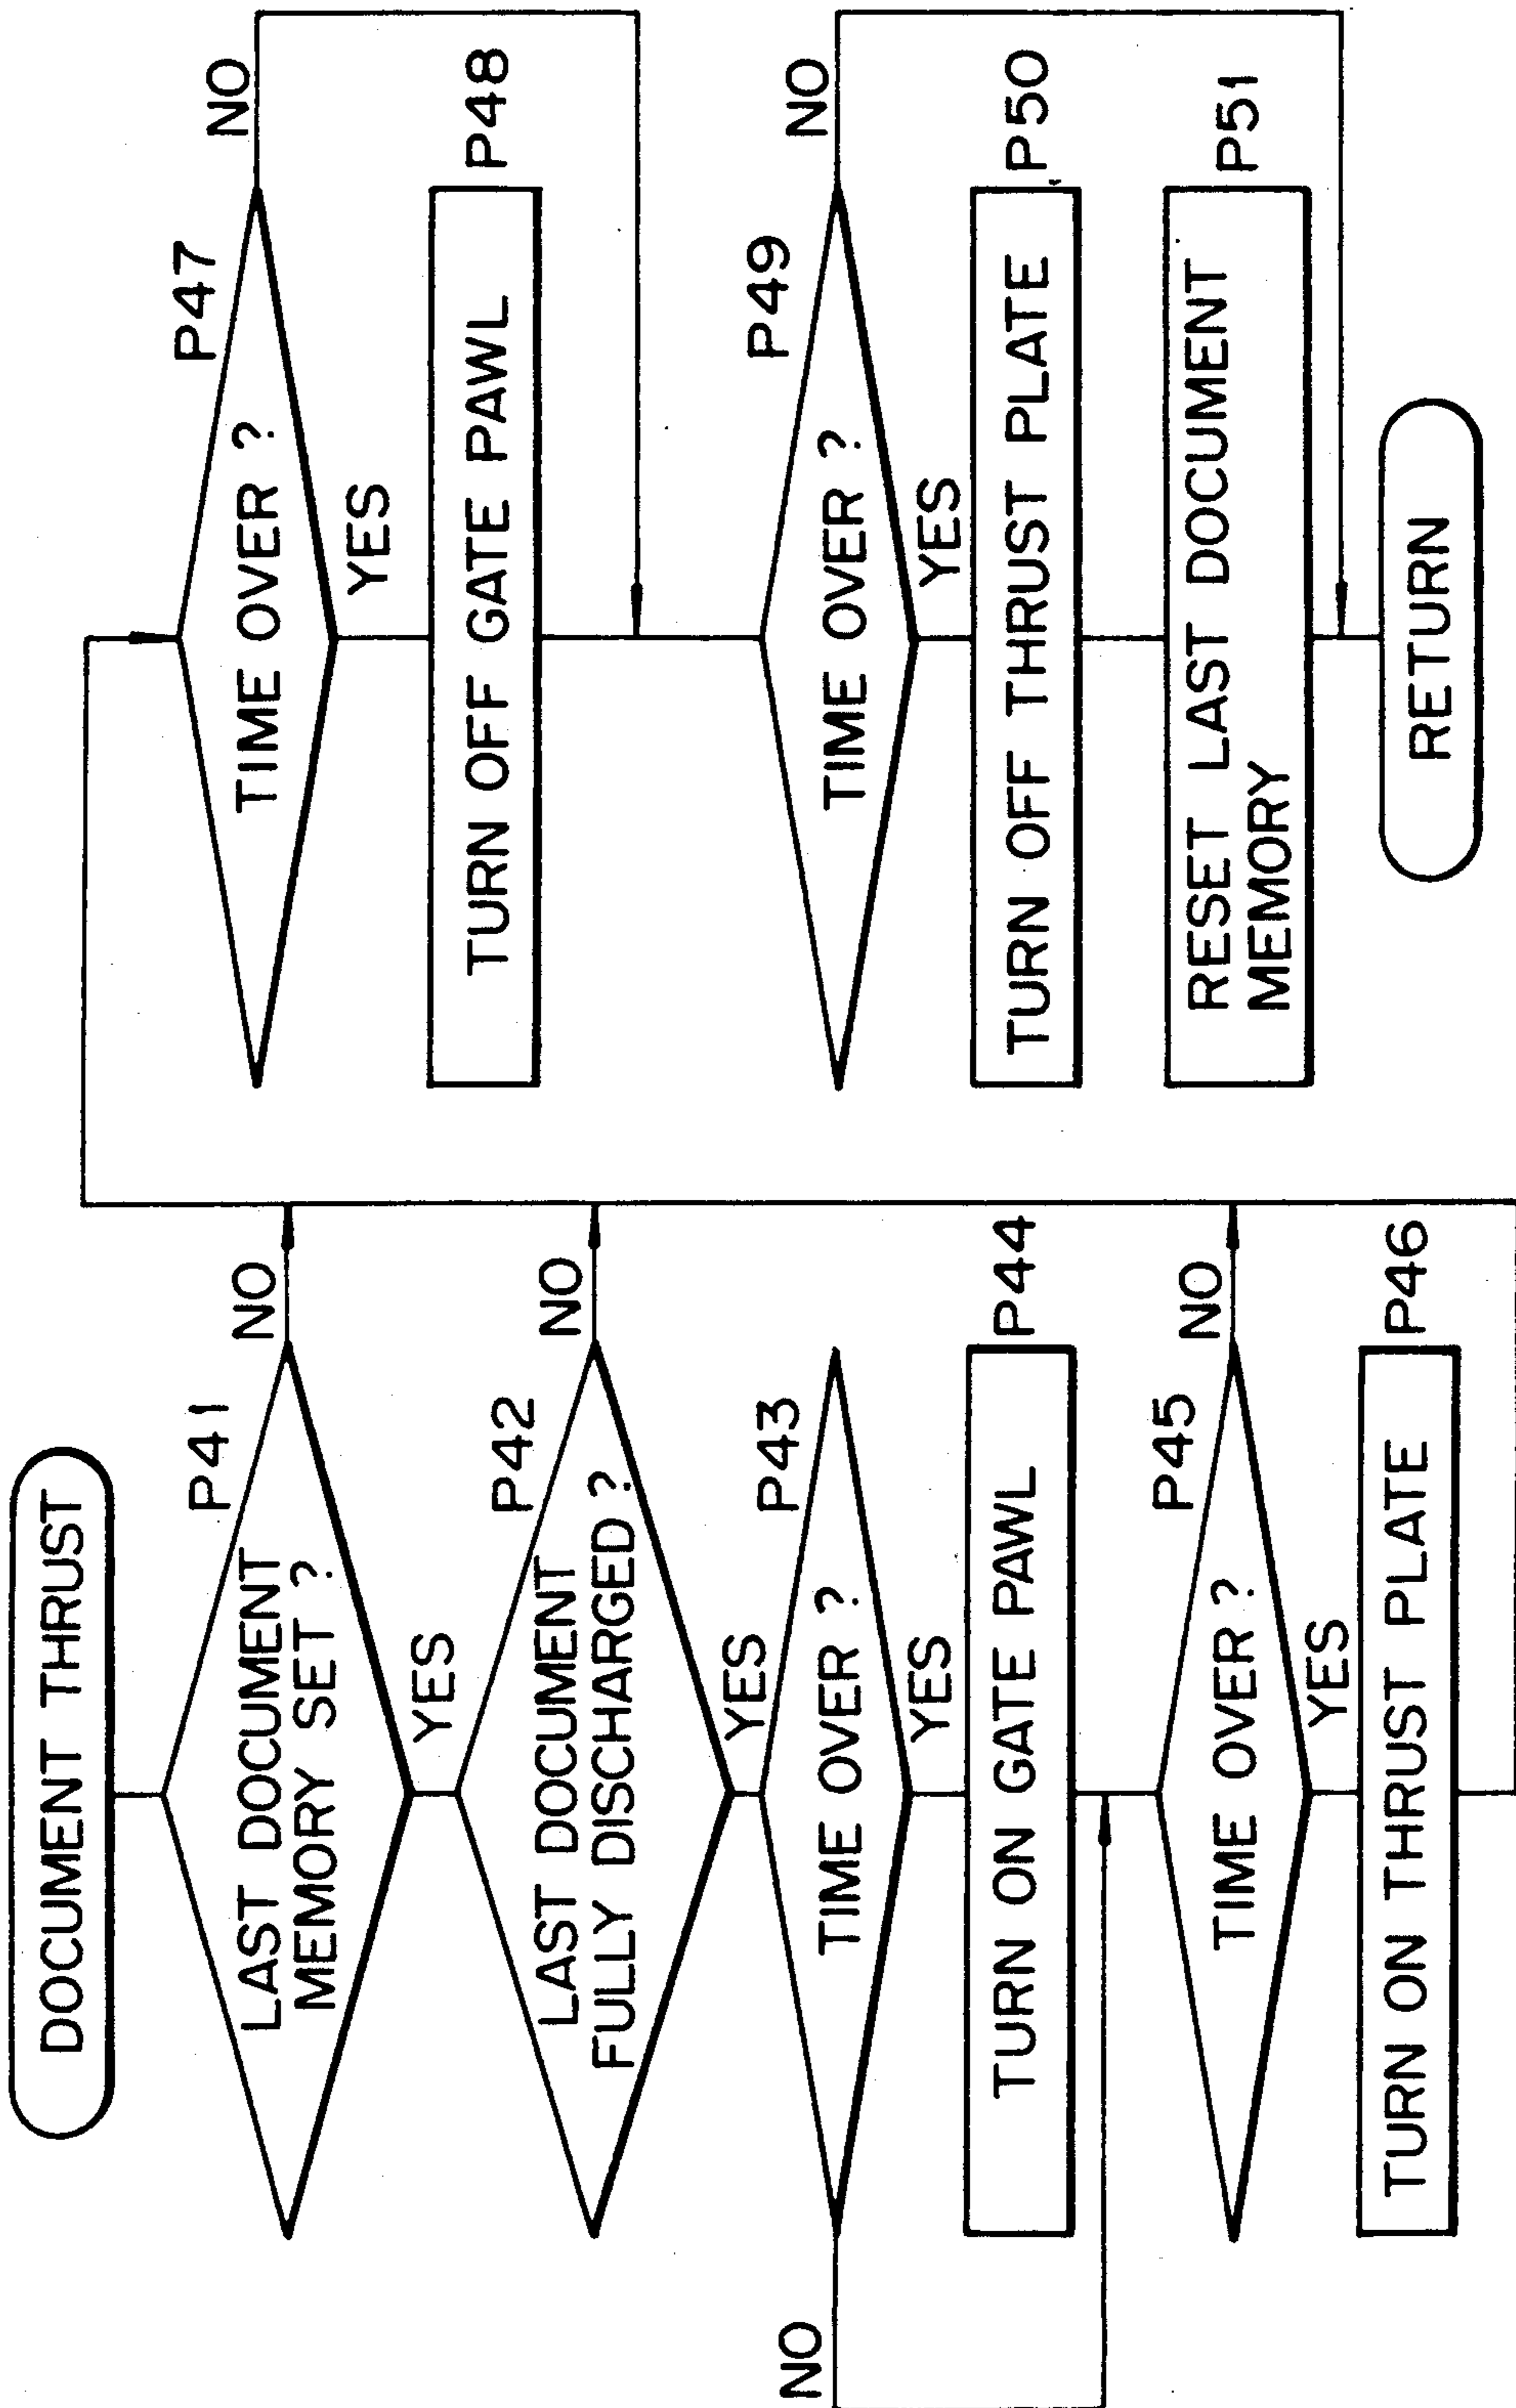 DOCUMENT THRUST
P41
LAST DOCUMENT
MEMORY SET ?
NO
YES
P42
LAST DOCUMENT
FULLY DISCHARGED ?
NO
YES
P43
TIME OVER ?
NO
YES
TURN ON GATE PAWL
P44
P45
TIME OVER ?
NO
YES
TURN ON THRUST PLATE
P46
P47
TIME OVER ?
NO
YES
TURN OFF GATE PAWL
P48
P49
TIME OVER ?
NO
YES
TURN OFF THRUST PLATE
P50
RESET LAST DOCUMENT
MEMORY
P51
RETURN